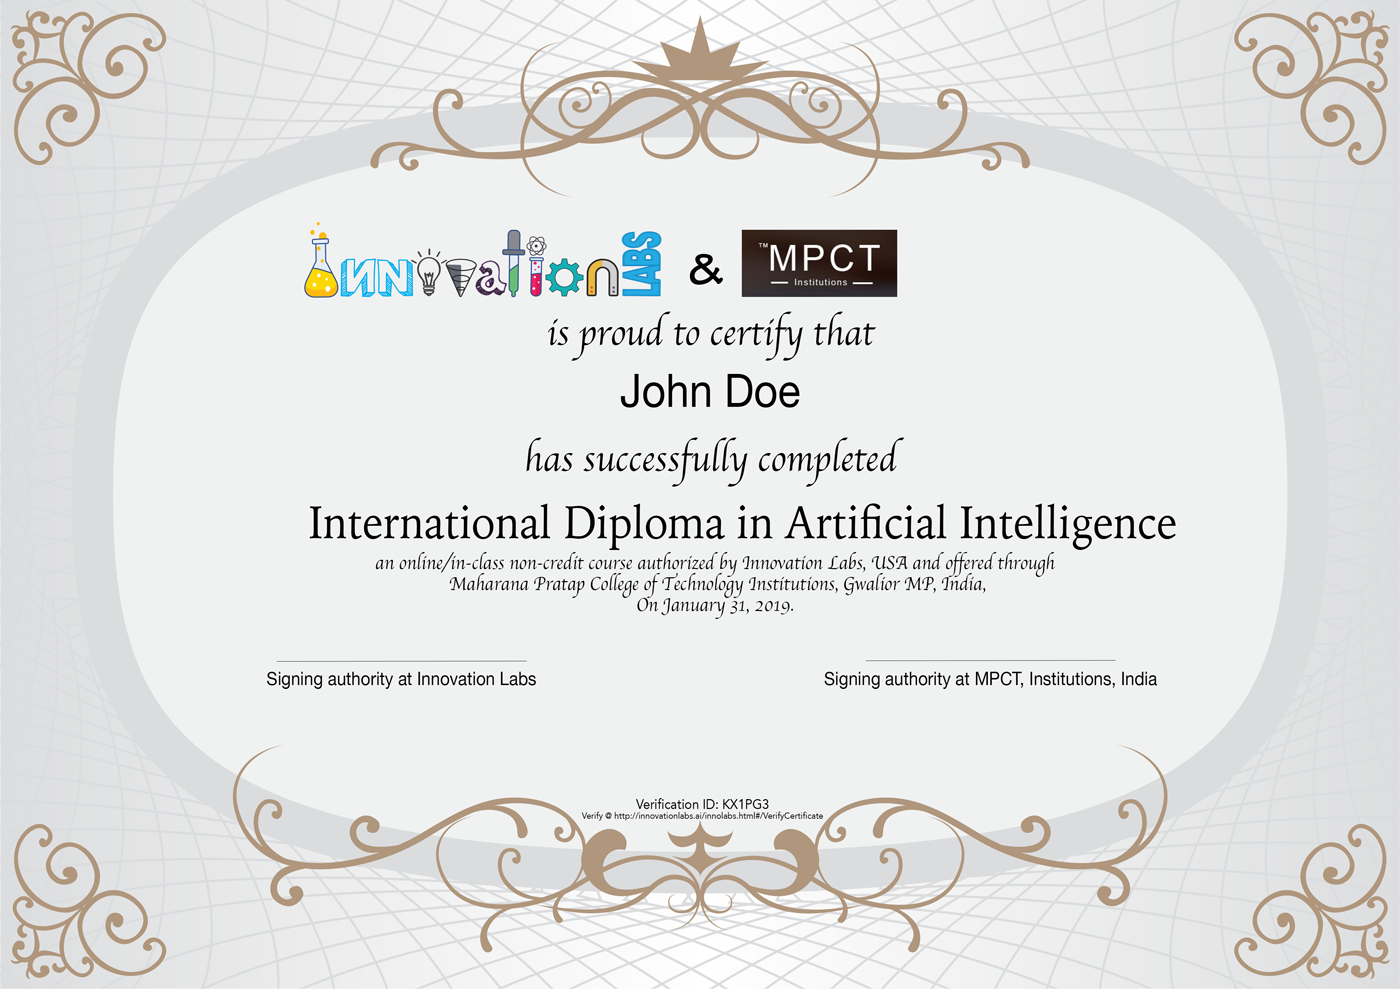 Innovation LABS & ™MPCT
Institutions
is proud to certify that
John Doe
has successfully completed
International Diploma in Artificial Intelligence
an online/in-class non-credit course authorized by Innovation Labs, USA and offered through
Maharana Pratap College of Technology Institutions, Gwalior MP, India,
On January 31, 2019.
Signing authority at Innovation Labs
Signing authority at MPCT, Institutions, India
Verification ID: KX1PG3
Verify @ http://innovationlabs.ai/innolabs.html#/VerifyCertificate